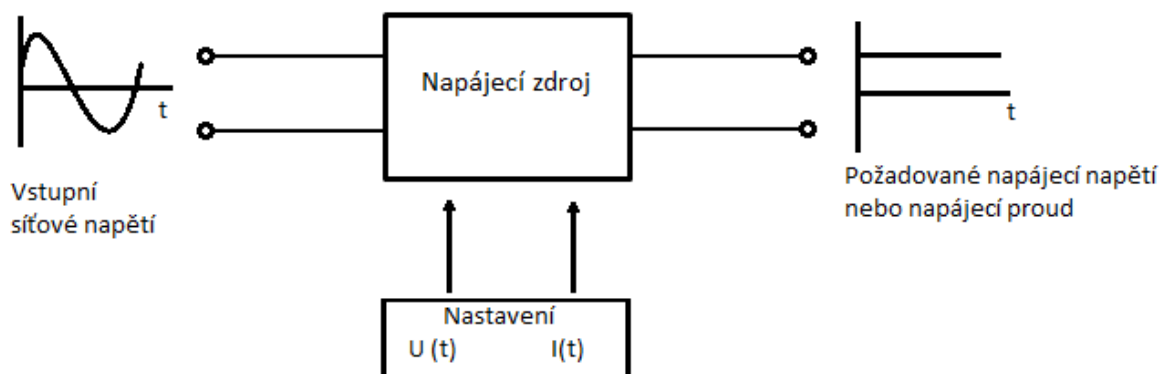 t
Vstupní
síťové napětí
Napájecí zdroj
t
Požadované napájecí napětí
nebo napájecí proud
Nastavení
U (t) I(t)